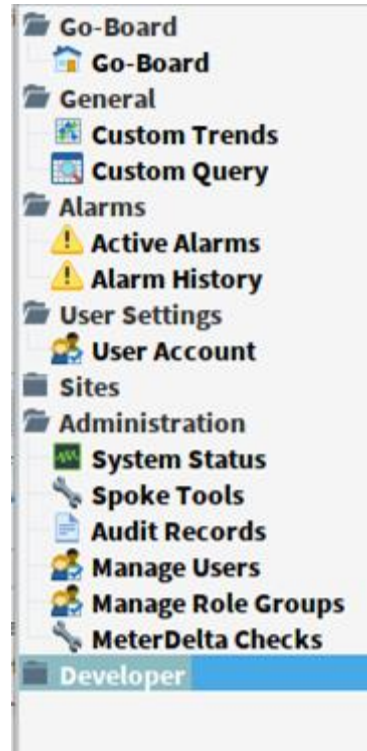 Go-Board
Go-Board
General
Custom Trends
Custom Query
Alarms
Active Alarms
Alarm History
User Settings
User Account
Sites
Administration
System Status
Spoke Tools
Audit Records
Manage Users
Manage Role Groups
MeterDelta Checks
Developer